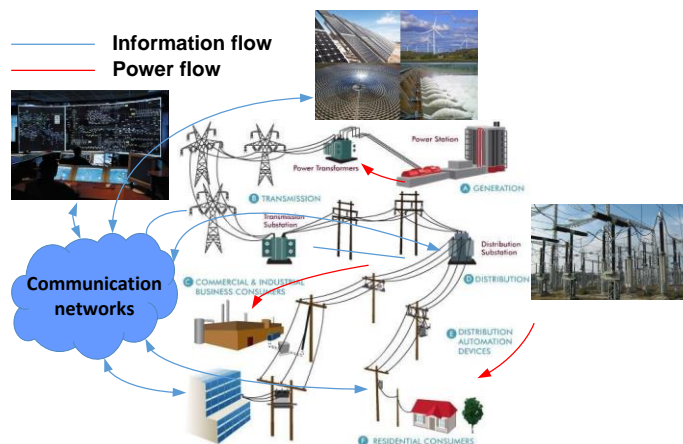 Information flow
Power flow
Power Station
Power Transformers
A GENERATION
B TRANSMISSION
Transmission
Substation
Distribution
Substation
Communication
networks
C COMMERCIAL & INDUSTRIAL
BUSINESS CONSUMERS
D DISTRIBUTION
E DISTRIBUTION
AUTOMATION
DEVICES
F RESIDENTIAL CONSUMERS